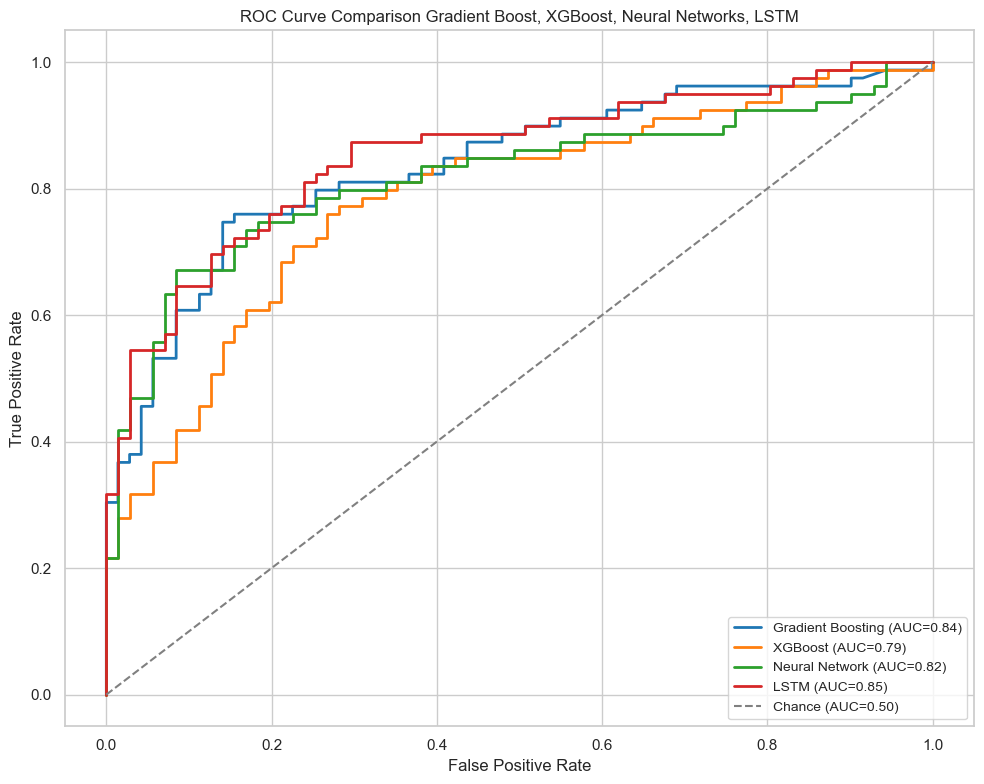 ROC Curve Comparison Gradient Boost, XGBoost, Neural Networks, LSTM
True Positive Rate
1.0
0.8
0.6
0.4
0.2
0.0
0.0 0.2 0.4 0.6 0.8 1.0
False Positive Rate
Gradient Boosting (AUC=0.84)
XGBoost (AUC=0.79)
Neural Network (AUC=0.82)
LSTM (AUC=0.85)
Chance (AUC=0.50)